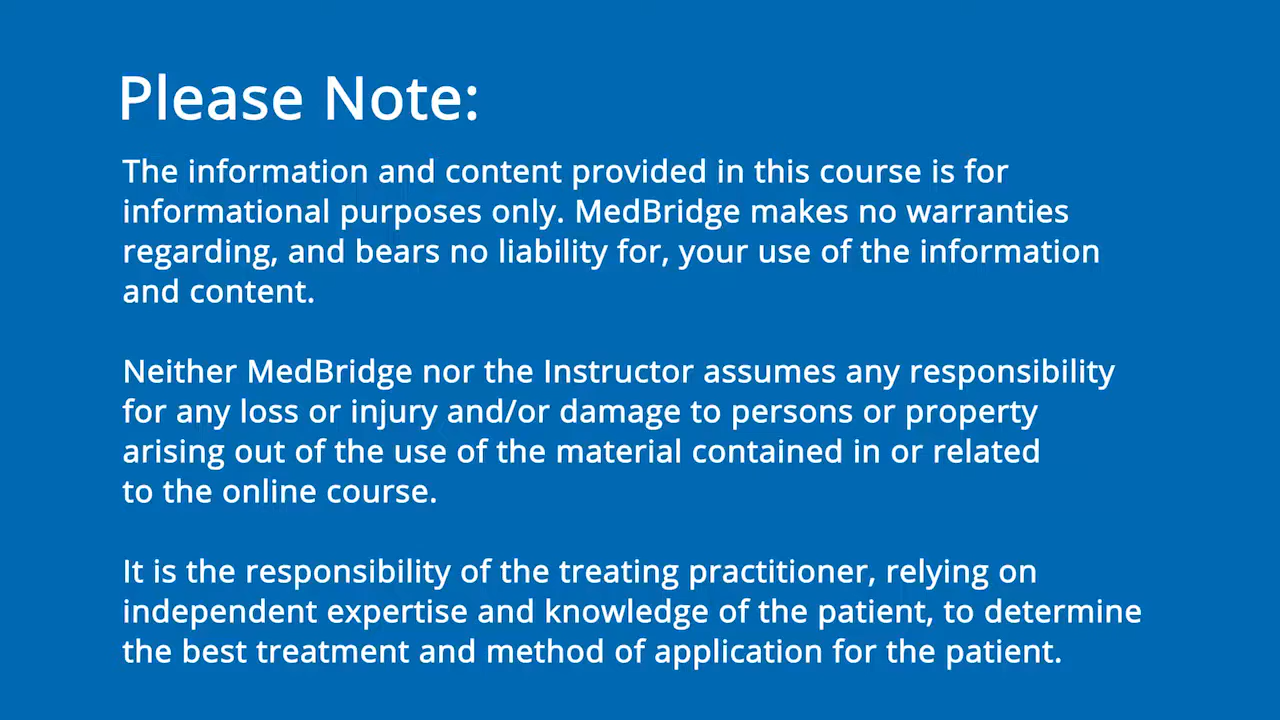 Please Note:
The information and content provided in this course is for
informational purposes only. MedBridge makes no warranties
regarding, and bears no liability for, your use of the information
and content.
Neither MedBridge nor the Instructor assumes any responsibility
for any loss or injury and/or damage to persons or property
arising out of the use of the material contained in or related
to the online course.
It is the responsibility of the treating practitioner, relying on
independent expertise and knowledge of the patient, to determine
the best treatment and method of application for the patient.